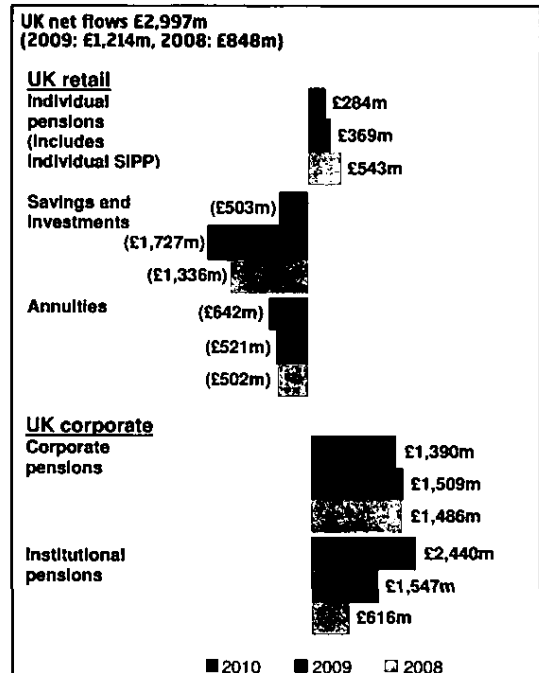 UK net flows £2,997m
(2009: £1,214m, 2008: £848m)
UK retail
Individual
pensions
(includes
Individual SIPP)
£284m
£369m
£543m
Savings and
investments
(£503m)
(£1,727m)
(£1,336m)
Annuities
(£642m)
(£521m)
(£502m)
UK corporate
Corporate
pensions
£1,390m
£1,509m
£1,486m
Institutional
pensions
£2,440m
£1,547m
£616m
2010 2009 2008